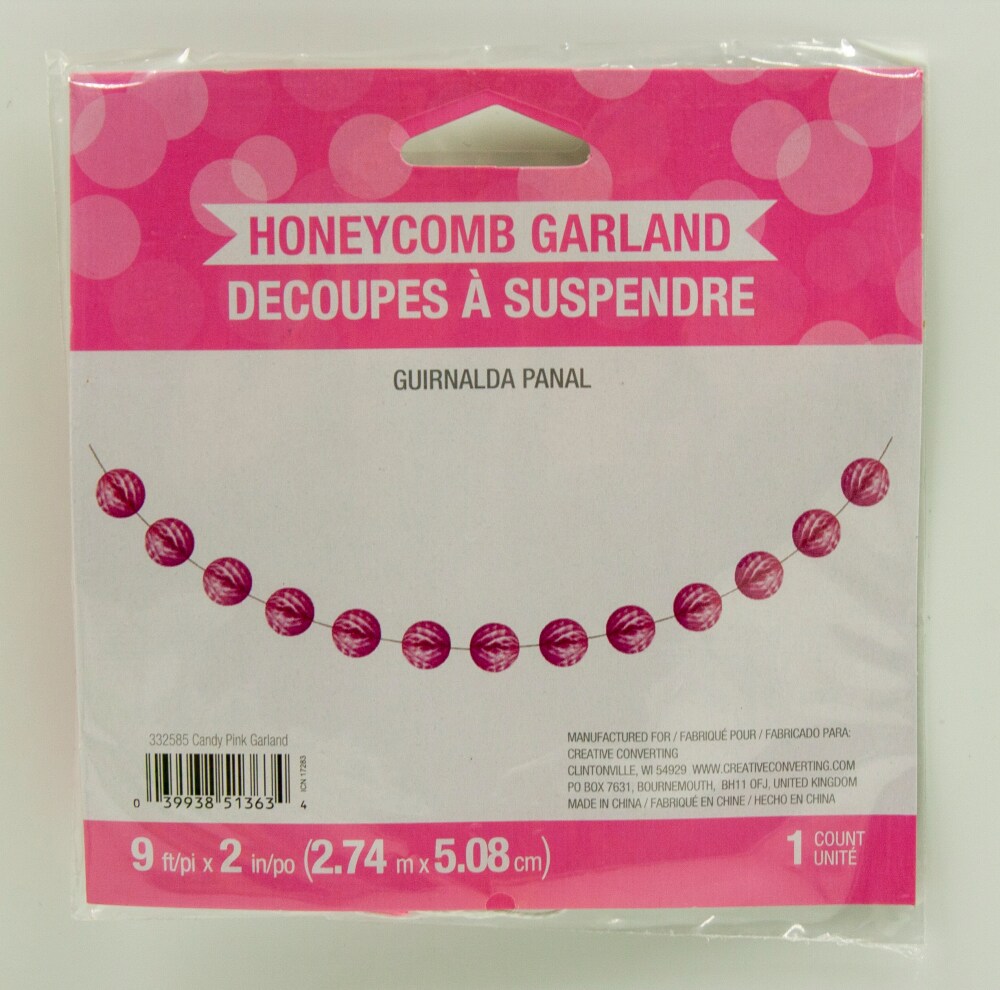 HONEYCOMB GARLAND
DECOUPES À SUSPENDRE
GUIRNALDA PANAL
332585 Candy Pink Garland
ICN 17283
0 39938 51363 4
MANUFACTURED FOR / FABRIQUÉ POUR / FABRICADO PARA:
CREATIVE CONVERTING
CLINTONVILLE, WI 54929 WWW.CREATIVECONVERTING.COM
PO BOX 7631, BOURNEMOUTH, BH11 OFJ, UNITED KINGDOM
MADE IN CHINA / FABRIQUÉ EN CHINE / HECHO EN CHINA
9 ft/pi x 2 in/po (2.74 m x 5.08 cm)
1 COUNT
UNITÉ